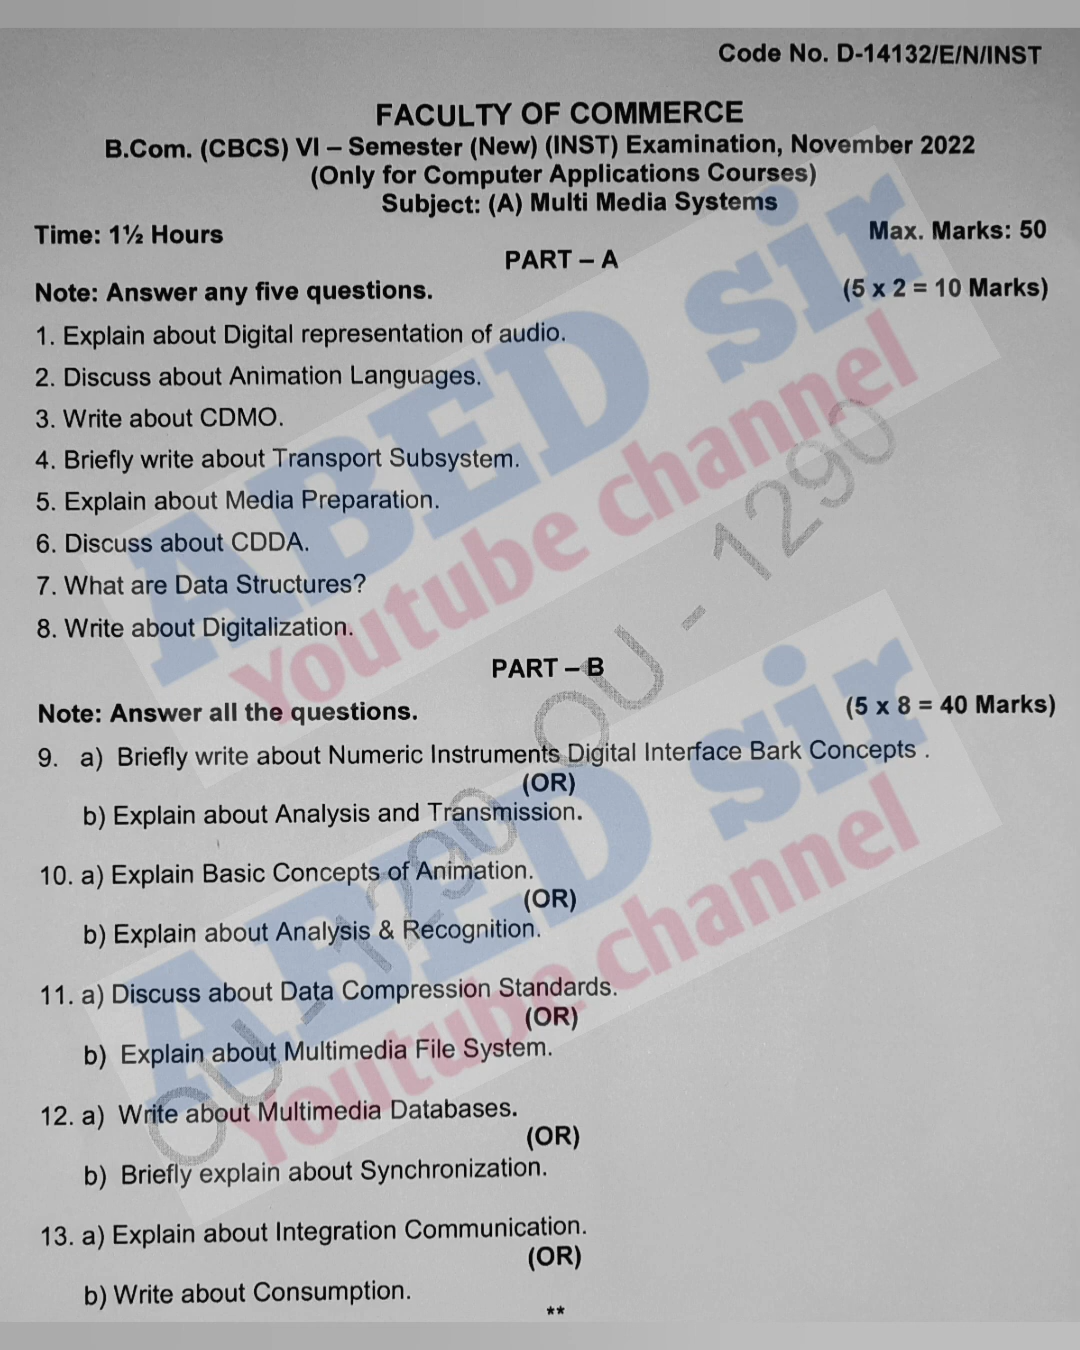 Code No. D-14132/E/N/INST
FACULTY OF COMMERCE
B.Com. (CBCS) VI – Semester (New) (INST) Examination, November 2022
(Only for Computer Applications Courses)
Subject: (A) Multi Media Systems
Time: 1½ Hours
Max. Marks: 50
PART – A
Note: Answer any five questions.
(5 x 2 = 10 Marks)
1. Explain about Digital representation of audio.
2. Discuss about Animation Languages.
3. Write about CDMO.
4. Briefly write about Transport Subsystem.
5. Explain about Media Preparation.
6. Discuss about CDDA.
7. What are Data Structures?
8. Write about Digitalization.
PART – B
Note: Answer all the questions.
(5 x 8 = 40 Marks)
9. a) Briefly write about Numeric Instruments Digital Interface Bark Concepts .
(OR)
b) Explain about Analysis and Transmission.
10. a) Explain Basic Concepts of Animation.
(OR)
b) Explain about Analysis & Recognition.
11. a) Discuss about Data Compression Standards.
(OR)
b) Explain about Multimedia File System.
12. a) Write about Multimedia Databases.
(OR)
b) Briefly explain about Synchronization.
13. a) Explain about Integration Communication.
(OR)
b) Write about Consumption.
**
ABED sir
Youtube channel
ABED sir
Youtube channel
OU - 1290 OU - 1290